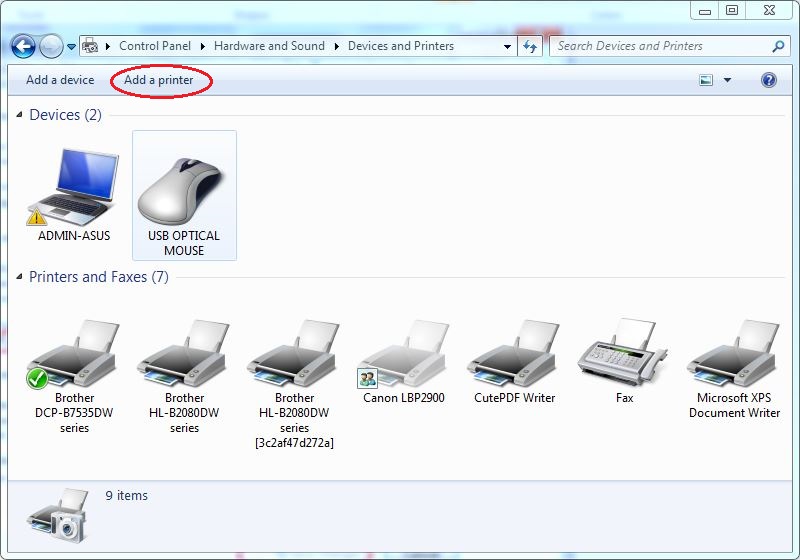 Control Panel
Hardware and Sound
Devices and Printers
Search Devices and Printers
Add a device
Add a printer
Devices (2)
ADMIN-ASUS
USB OPTICAL
MOUSE
Printers and Faxes (7)
Brother
DCP-B7535DW
series
Brother
HL-B2080DW
series
Brother
HL-B2080DW
series
[3c2af47d272a]
Canon LBP2900
CutePDF Writer
Fax
Microsoft XPS
Document Writer
9 items